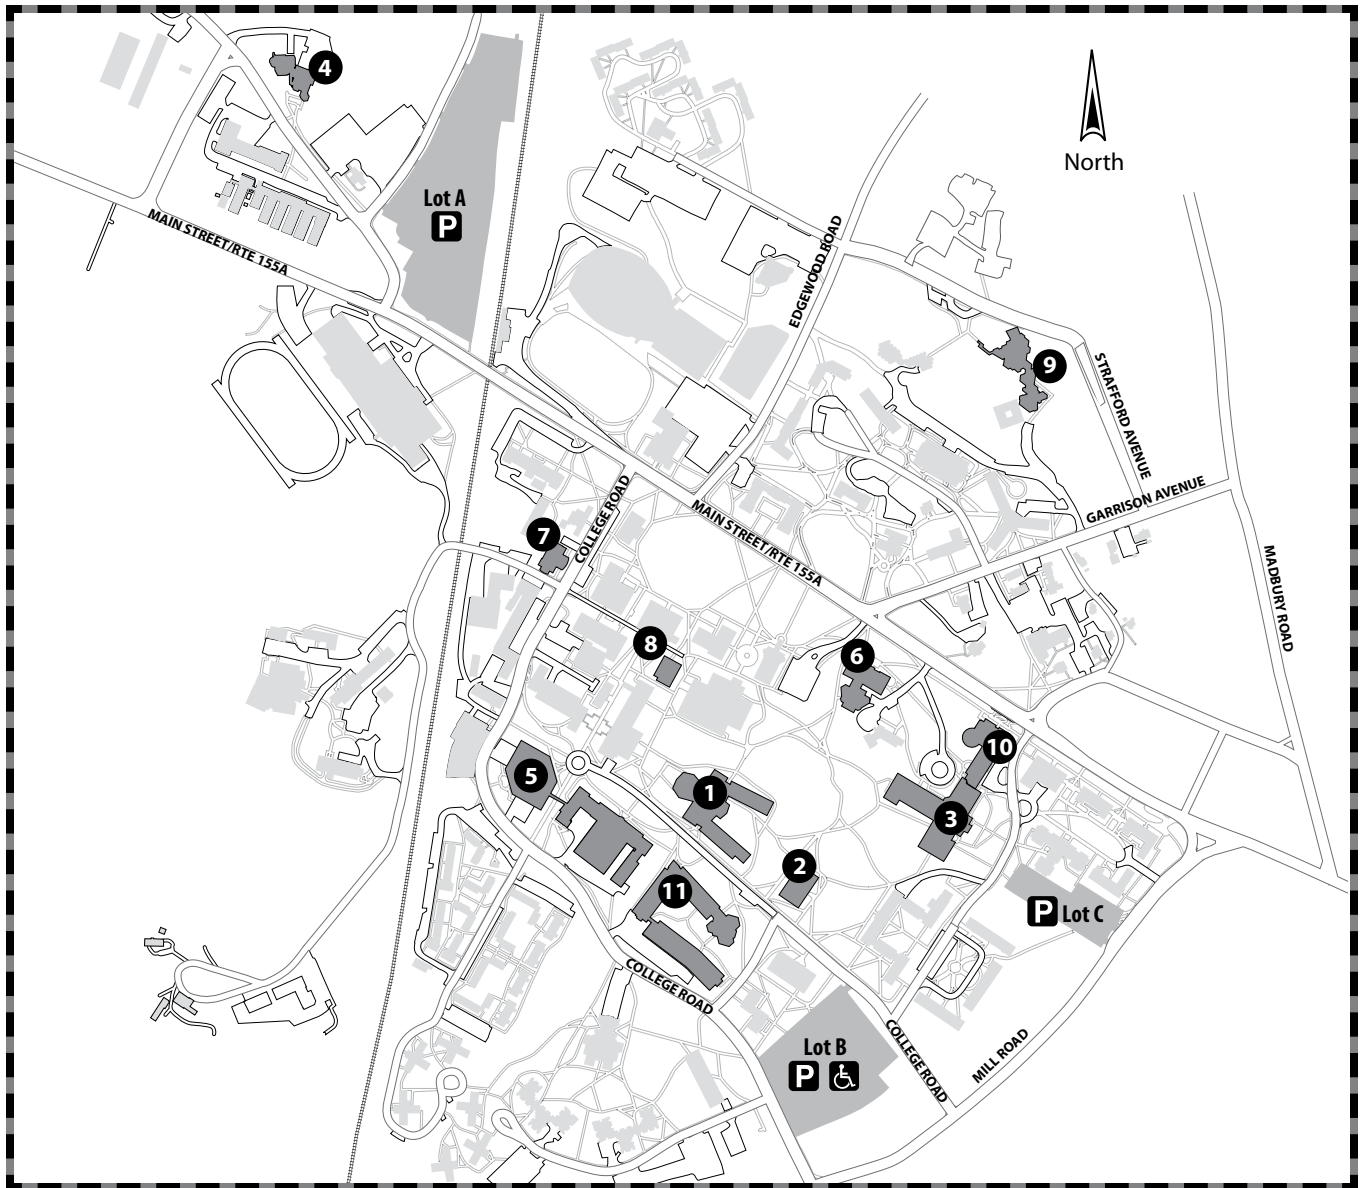 4
North
Lot A
P
MAIN STREET/RTE 155A
EDGEWOOD ROAD
9
STRAFFORD AVENUE
GARRISON AVENUE
COLLEGE ROAD
MAIN STREET/RTE 155A
7
MADBURY ROAD
8
6
10
5
1
3
2
11
P Lot C
COLLEGE ROAD
Lot B
P
COLLEGE ROAD
MILL ROAD